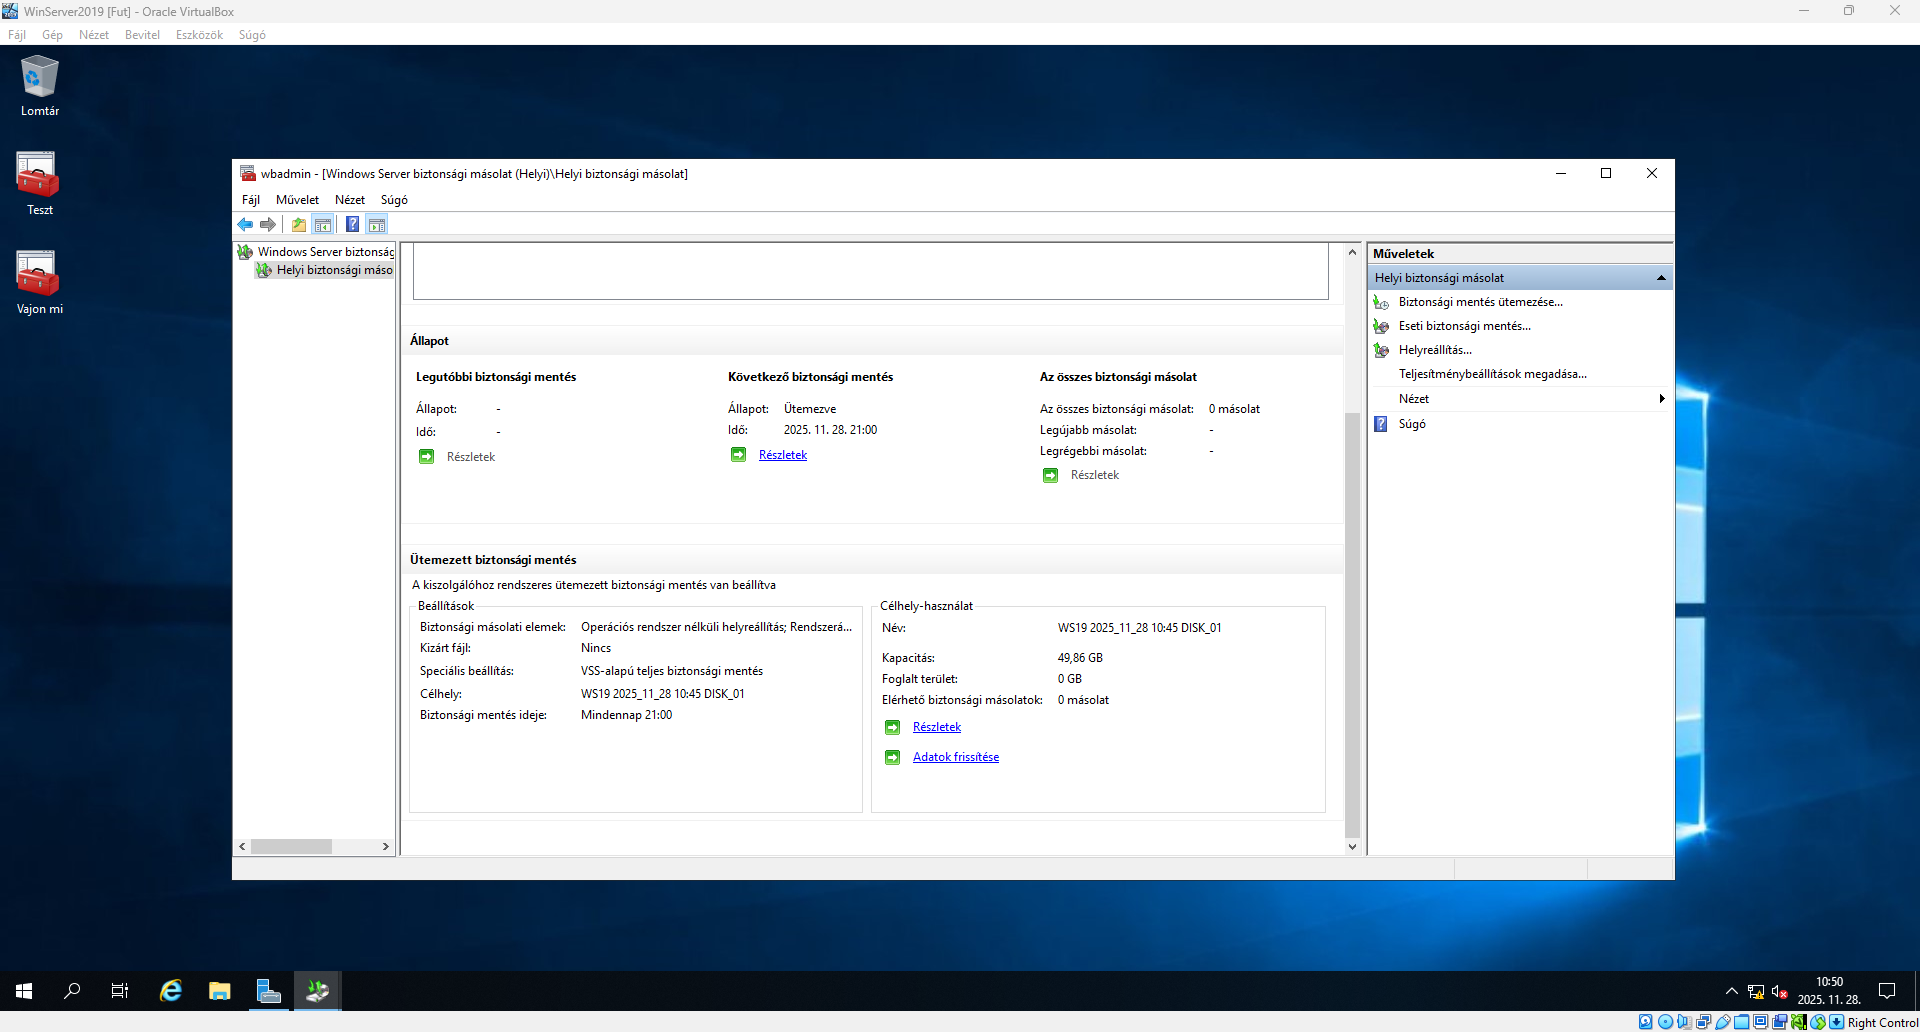 WinServer2019 [Fut] - Oracle VirtualBox
Fájl Gép Nézet Bevitel Eszközök Súgó
Lomtár
Teszt
Vajon mi
wbadmin - [Windows Server biztonsági másolat (Helyi)\Helyi biztonsági másolat]
Fájl Művelet Nézet Súgó
Windows Server biztonság
Helyi biztonsági máso
Állapot
Legutóbbi biztonsági mentés
Állapot: -
Idő: -
Részletek
Következő biztonsági mentés
Állapot: Ütemezve
Idő: 2025. 11. 28. 21:00
Részletek
Az összes biztonsági másolat
Az összes biztonsági másolat: 0 másolat
Legújabb másolat: -
Legrégebbi másolat: -
Részletek
Ütemezett biztonsági mentés
A kiszolgálóhoz rendszeres ütemezett biztonsági mentés van beállítva
Beállítások
Biztonsági másolati elemek: Operációs rendszer nélküli helyreállítás; Rendszerá...
Kizárt fájl: Nincs
Speciális beállítás: VSS-alapú teljes biztonsági mentés
Célhely: WS19 2025_11_28 10:45 DISK_01
Biztonsági mentés ideje: Mindennap 21:00
Célhely-használat
Név: WS19 2025_11_28 10:45 DISK_01
Kapacitás: 49,86 GB
Foglalt terület: 0 GB
Elérhető biztonsági másolatok: 0 másolat
Részletek
Adatok frissítése
Műveletek
Helyi biztonsági másolat
Biztonsági mentés ütemezése...
Eseti biztonsági mentés...
Helyreállítás...
Teljesítménybeállítások megadása...
Nézet
Súgó
10:50
2025. 11. 28.
Right Control